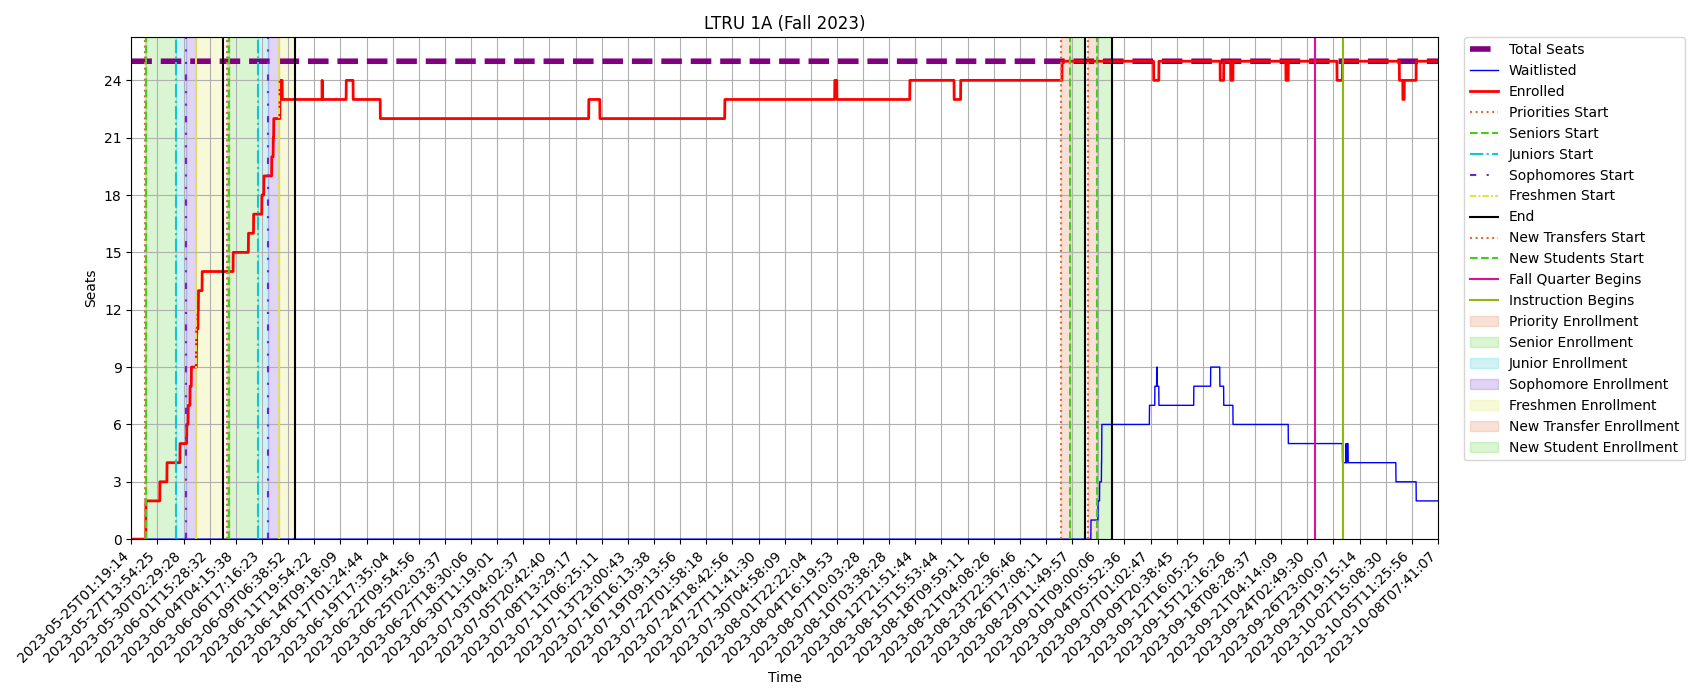 LTRU 1A (Fall 2023)
Seats
24
21
18
15
12
9
6
3
0
2023-05-25T01:19:14
2023-05-27T13:54:25
2023-05-30T02:29:28
2023-06-01T15:28:32
2023-06-04T04:15:38
2023-06-06T17:16:23
2023-06-09T06:38:52
2023-06-11T19:54:22
2023-06-14T09:18:09
2023-06-17T01:24:44
2023-06-19T17:35:04
2023-06-22T09:54:56
2023-06-25T02:03:37
2023-06-27T18:30:06
2023-06-30T11:19:01
2023-07-03T04:02:37
2023-07-05T20:42:40
2023-07-08T13:29:17
2023-07-11T06:25:11
2023-07-13T23:00:43
2023-07-16T16:13:38
2023-07-19T09:13:56
2023-07-22T01:58:18
2023-07-24T18:42:56
2023-07-27T11:41:30
2023-07-30T04:58:09
2023-08-01T22:22:04
2023-08-04T16:19:53
2023-08-07T10:03:28
2023-08-10T03:38:28
2023-08-12T21:51:44
2023-08-15T15:53:44
2023-08-18T09:59:11
2023-08-21T04:08:26
2023-08-23T22:36:46
2023-08-26T17:08:11
2023-08-29T11:49:57
2023-09-01T09:00:06
2023-09-04T05:52:36
2023-09-07T01:02:47
2023-09-09T20:38:45
2023-09-12T16:05:25
2023-09-15T12:16:26
2023-09-18T08:28:37
2023-09-21T04:14:09
2023-09-24T02:49:30
2023-09-26T23:00:07
2023-09-29T19:15:14
2023-10-02T15:08:30
2023-10-05T11:25:56
2023-10-08T07:41:07
Time
Total Seats
Waitlisted
Enrolled
Priorities Start
Seniors Start
Juniors Start
Sophomores Start
Freshmen Start
End
New Transfers Start
New Students Start
Fall Quarter Begins
Instruction Begins
Priority Enrollment
Senior Enrollment
Junior Enrollment
Sophomore Enrollment
Freshmen Enrollment
New Transfer Enrollment
New Student Enrollment